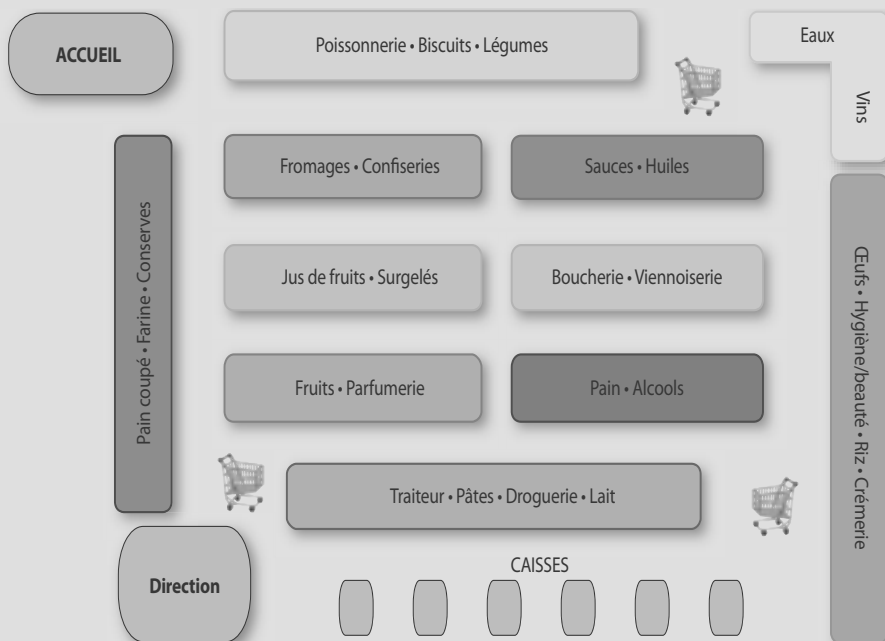 ACCUEIL
Poissonnerie • Biscuits • Légumes
Eaux
Vins
Fromages • Confiseries
Sauces • Huiles
Pain coupé • Farine • Conserves
Jus de fruits • Surgelés
Boucherie • Viennoiserie
Œufs • Hygiène/beauté • Riz • Crémerie
Fruits • Parfumerie
Pain • Alcools
Traiteur • Pâtes • Droguerie • Lait
Direction
CAISSES